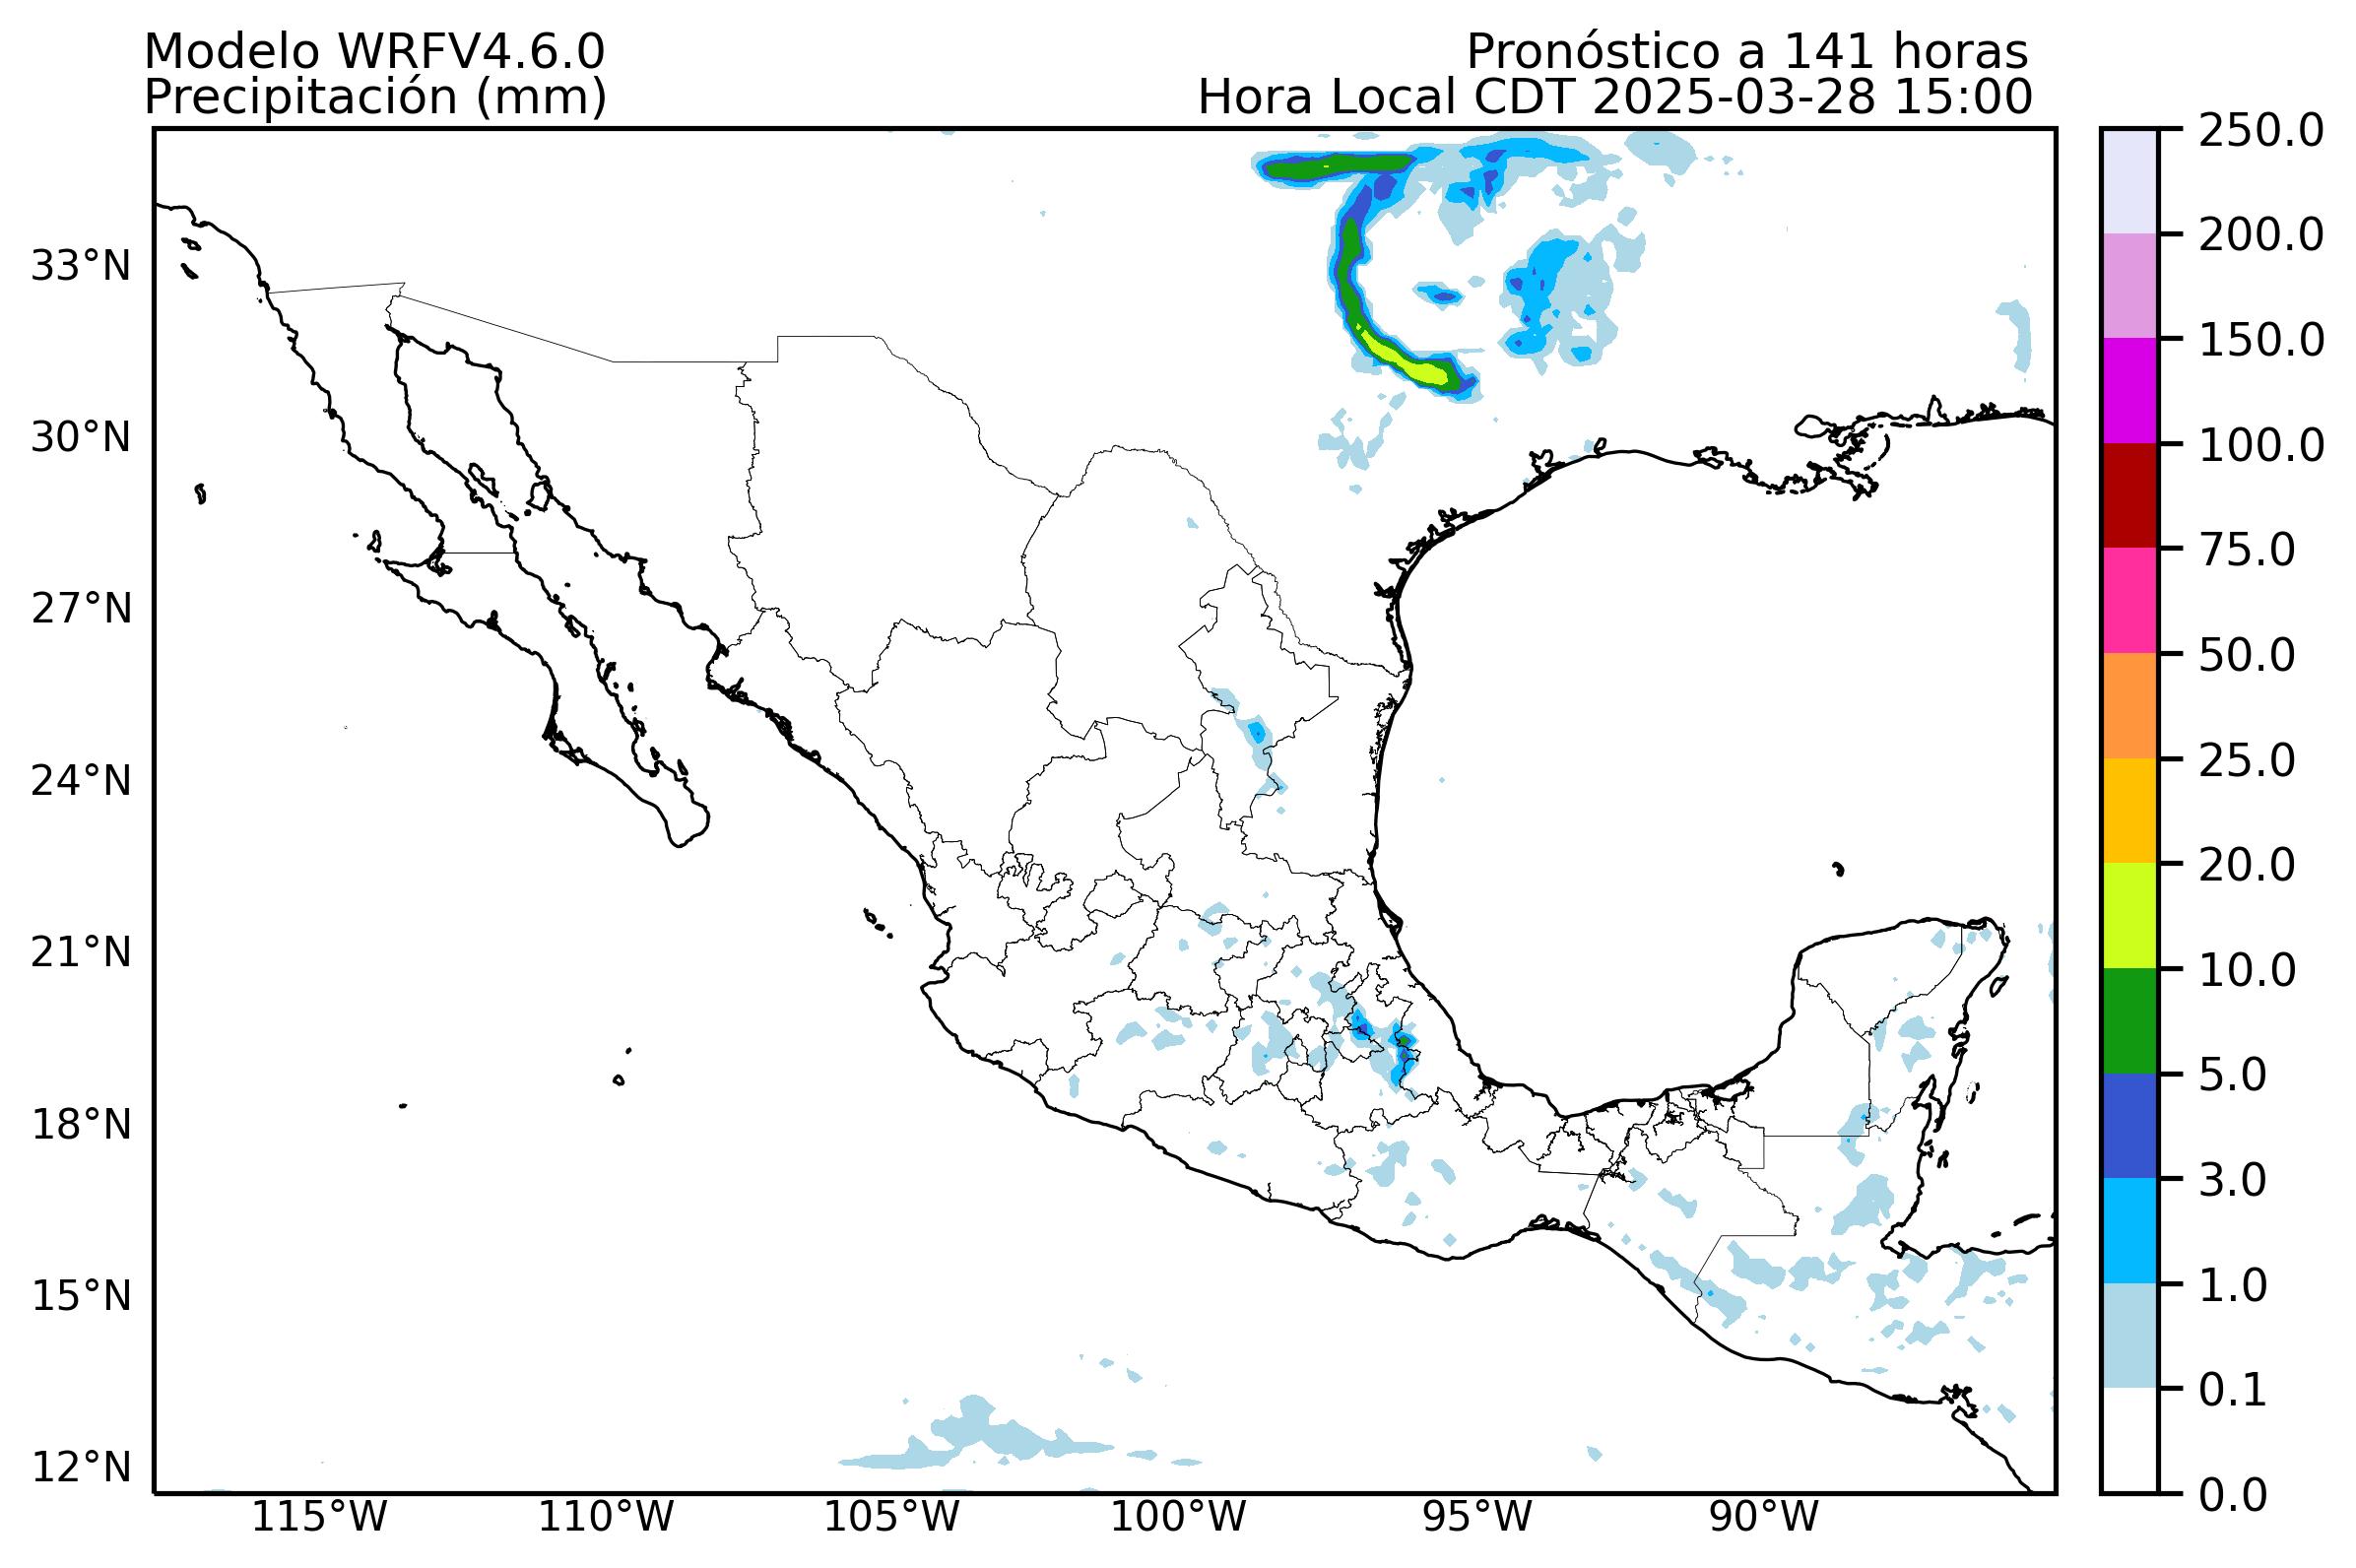 Modelo WRFV4.6.0
Pronóstico a 141 horas
Precipitación (mm)
Hora Local CDT 2025-03-28 15:00
33°N
30°N
27°N
24°N
21°N
18°N
15°N
12°N
115°W
110°W
105°W
100°W
95°W
90°W
250.0
200.0
150.0
100.0
75.0
50.0
25.0
20.0
10.0
5.0
3.0
1.0
0.1
0.0